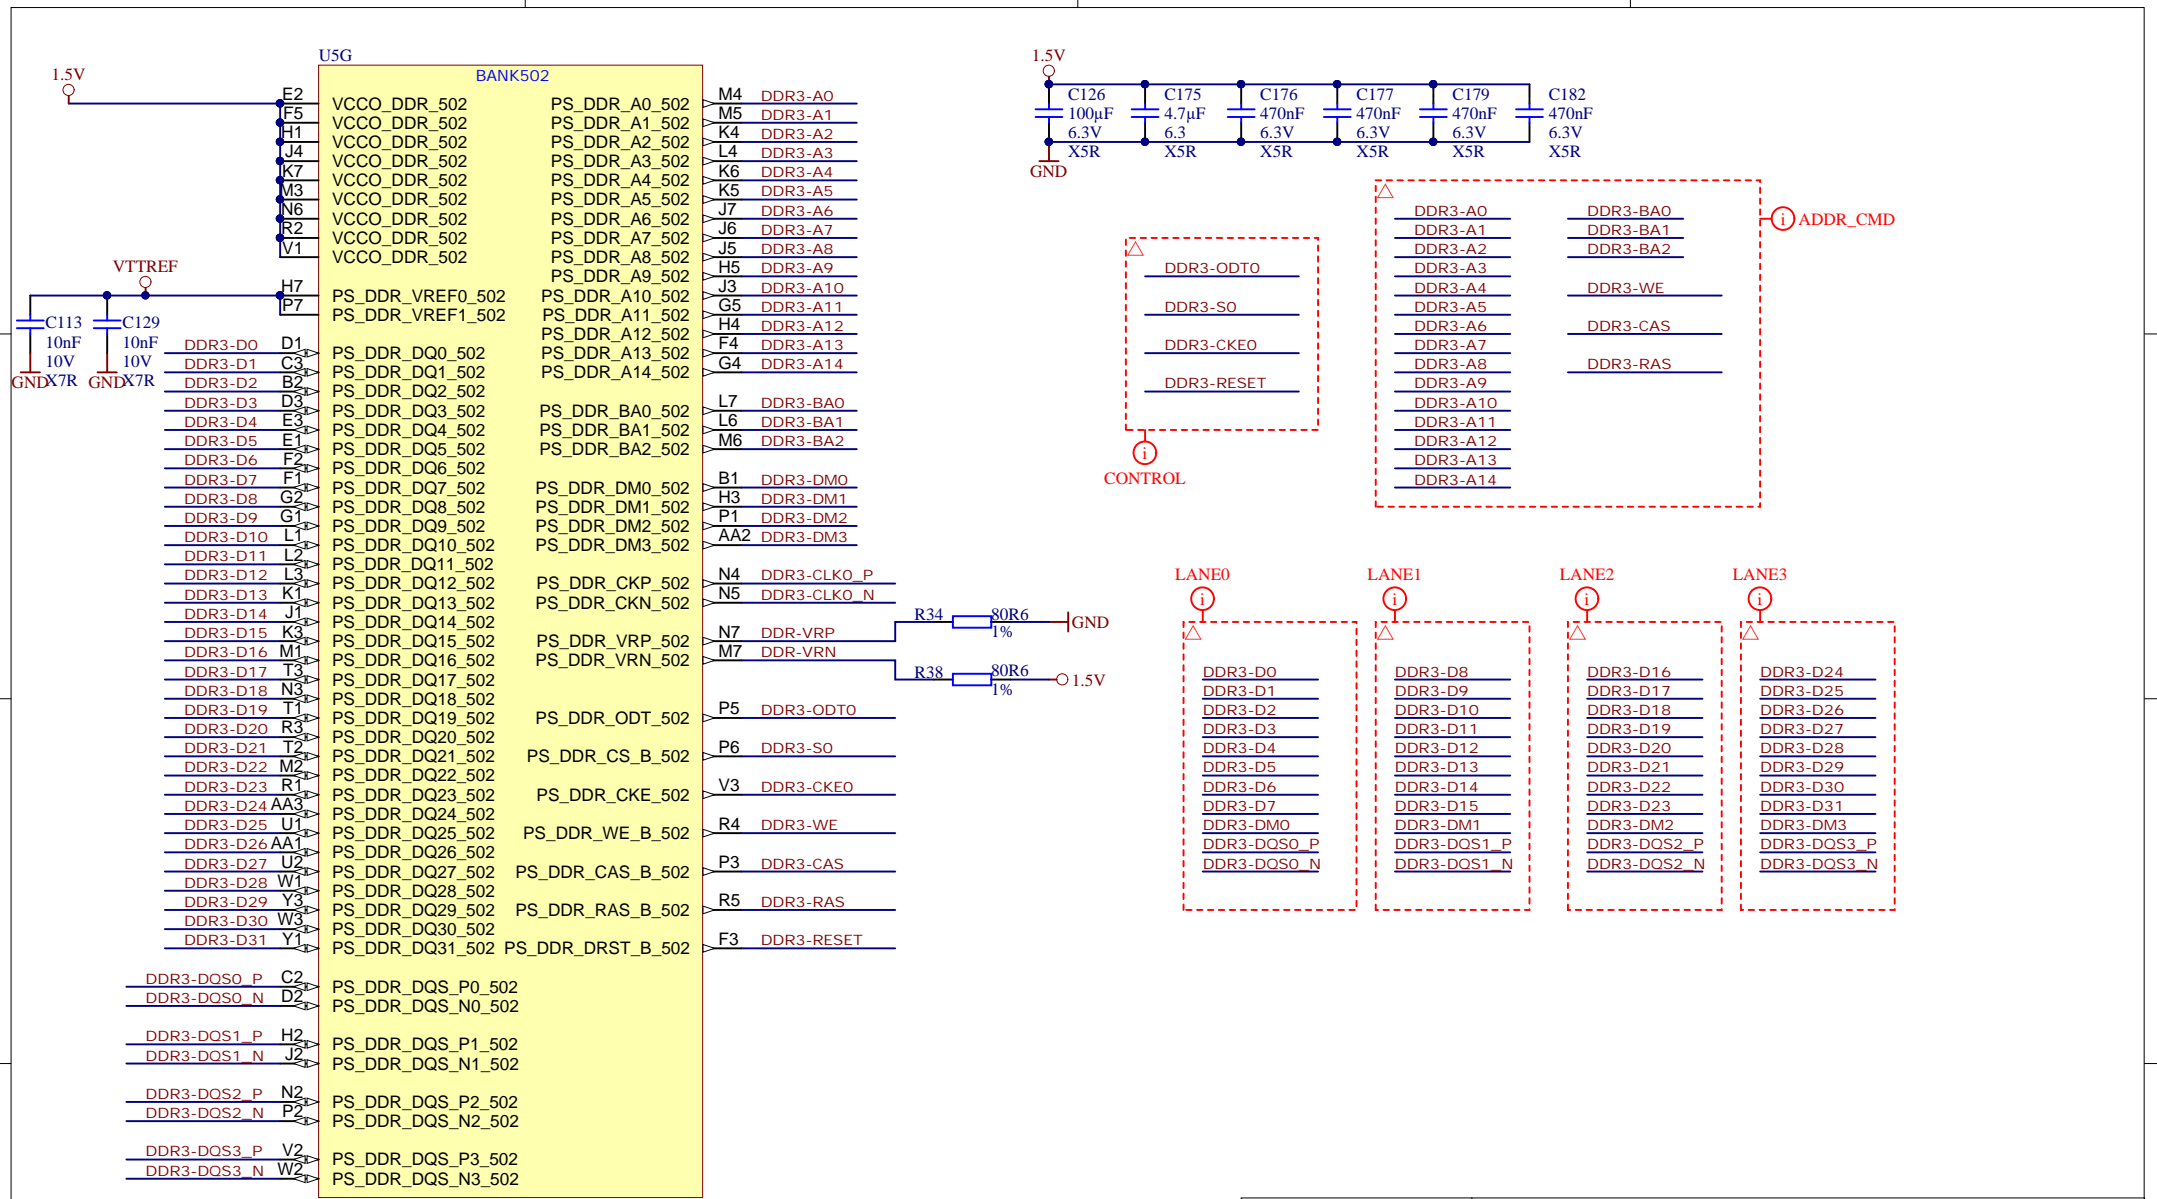 U5G
BANK502
1.5V
E2 VCCO_DDR_502
F5 VCCO_DDR_502
H1 VCCO_DDR_502
J4 VCCO_DDR_502
K7 VCCO_DDR_502
M3 VCCO_DDR_502
N6 VCCO_DDR_502
R2 VCCO_DDR_502
V1 VCCO_DDR_502
VTTREF
H7 PS_DDR_VREF0_502
P7 PS_DDR_VREF1_502
C113
10nF
10V
X7R
GND
C129
10nF
10V
X7R
GND
DDR3-D0 D1 PS_DDR_DQ0_502
DDR3-D1 C3 PS_DDR_DQ1_502
DDR3-D2 B2 PS_DDR_DQ2_502
DDR3-D3 D3 PS_DDR_DQ3_502
DDR3-D4 E3 PS_DDR_DQ4_502
DDR3-D5 E1 PS_DDR_DQ5_502
DDR3-D6 F2 PS_DDR_DQ6_502
DDR3-D7 F1 PS_DDR_DQ7_502
DDR3-D8 G2 PS_DDR_DQ8_502
DDR3-D9 G1 PS_DDR_DQ9_502
DDR3-D10 L1 PS_DDR_DQ10_502
DDR3-D11 L2 PS_DDR_DQ11_502
DDR3-D12 L3 PS_DDR_DQ12_502
DDR3-D13 K1 PS_DDR_DQ13_502
DDR3-D14 J1 PS_DDR_DQ14_502
DDR3-D15 K3 PS_DDR_DQ15_502
DDR3-D16 M1 PS_DDR_DQ16_502
DDR3-D17 T3 PS_DDR_DQ17_502
DDR3-D18 N3 PS_DDR_DQ18_502
DDR3-D19 T1 PS_DDR_DQ19_502
DDR3-D20 R3 PS_DDR_DQ20_502
DDR3-D21 T2 PS_DDR_DQ21_502
DDR3-D22 M2 PS_DDR_DQ22_502
DDR3-D23 R1 PS_DDR_DQ23_502
DDR3-D24 AA3 PS_DDR_DQ24_502
DDR3-D25 U1 PS_DDR_DQ25_502
DDR3-D26 AA1 PS_DDR_DQ26_502
DDR3-D27 U2 PS_DDR_DQ27_502
DDR3-D28 W1 PS_DDR_DQ28_502
DDR3-D29 Y3 PS_DDR_DQ29_502
DDR3-D30 W3 PS_DDR_DQ30_502
DDR3-D31 Y1 PS_DDR_DQ31_502
DDR3-DQS0_P C2 PS_DDR_DQS_P0_502
DDR3-DQS0_N D2 PS_DDR_DQS_N0_502
DDR3-DQS1_P H2 PS_DDR_DQS_P1_502
DDR3-DQS1_N J2 PS_DDR_DQS_N1_502
DDR3-DQS2_P N2 PS_DDR_DQS_P2_502
DDR3-DQS2_N P2 PS_DDR_DQS_N2_502
DDR3-DQS3_P V2 PS_DDR_DQS_P3_502
DDR3-DQS3_N W2 PS_DDR_DQS_N3_502
PS_DDR_A0_502 M4 DDR3-A0
PS_DDR_A1_502 M5 DDR3-A1
PS_DDR_A2_502 K4 DDR3-A2
PS_DDR_A3_502 L4 DDR3-A3
PS_DDR_A4_502 K6 DDR3-A4
PS_DDR_A5_502 K5 DDR3-A5
PS_DDR_A6_502 J7 DDR3-A6
PS_DDR_A7_502 J6 DDR3-A7
PS_DDR_A8_502 J5 DDR3-A8
PS_DDR_A9_502 H5 DDR3-A9
PS_DDR_A10_502 J3 DDR3-A10
PS_DDR_A11_502 G5 DDR3-A11
PS_DDR_A12_502 H4 DDR3-A12
PS_DDR_A13_502 F4 DDR3-A13
PS_DDR_A14_502 G4 DDR3-A14
PS_DDR_BA0_502 L7 DDR3-BA0
PS_DDR_BA1_502 L6 DDR3-BA1
PS_DDR_BA2_502 M6 DDR3-BA2
PS_DDR_DM0_502 B1 DDR3-DM0
PS_DDR_DM1_502 H3 DDR3-DM1
PS_DDR_DM2_502 P1 DDR3-DM2
PS_DDR_DM3_502 AA2 DDR3-DM3
PS_DDR_CKP_502 N4 DDR3-CLK0_P
PS_DDR_CKN_502 N5 DDR3-CLK0_N
PS_DDR_VRP_502 N7 DDR-VRP
PS_DDR_VRN_502 M7 DDR-VRN
R34 80R6
1%
GND
R38 80R6
1%
1.5V
PS_DDR_ODT_502 P5 DDR3-ODT0
PS_DDR_CS_B_502 P6 DDR3-S0
PS_DDR_CKE_502 V3 DDR3-CKE0
PS_DDR_WE_B_502 R4 DDR3-WE
PS_DDR_CAS_B_502 P3 DDR3-CAS
PS_DDR_RAS_B_502 R5 DDR3-RAS
PS_DDR_DRST_B_502 F3 DDR3-RESET
1.5V
C126
100µF
6.3V
X5R
C175
4.7µF
6.3
X5R
C176
470nF
6.3V
X5R
C177
470nF
6.3V
X5R
C179
470nF
6.3V
X5R
C182
470nF
6.3V
X5R
GND
DDR3-ODT0
DDR3-S0
DDR3-CKE0
DDR3-RESET
i
CONTROL
DDR3-A0
DDR3-A1
DDR3-A2
DDR3-A3
DDR3-A4
DDR3-A5
DDR3-A6
DDR3-A7
DDR3-A8
DDR3-A9
DDR3-A10
DDR3-A11
DDR3-A12
DDR3-A13
DDR3-A14
DDR3-BA0
DDR3-BA1
DDR3-BA2
DDR3-WE
DDR3-CAS
DDR3-RAS
i ADDR_CMD
LANE0
i
DDR3-D0
DDR3-D1
DDR3-D2
DDR3-D3
DDR3-D4
DDR3-D5
DDR3-D6
DDR3-D7
DDR3-DM0
DDR3-DQS0_P
DDR3-DQS0_N
LANE1
i
DDR3-D8
DDR3-D9
DDR3-D10
DDR3-D11
DDR3-D12
DDR3-D13
DDR3-D14
DDR3-D15
DDR3-DM1
DDR3-DQS1_P
DDR3-DQS1_N
LANE2
i
DDR3-D16
DDR3-D17
DDR3-D18
DDR3-D19
DDR3-D20
DDR3-D21
DDR3-D22
DDR3-D23
DDR3-DM2
DDR3-DQS2_P
DDR3-DQS2_N
LANE3
i
DDR3-D24
DDR3-D25
DDR3-D26
DDR3-D27
DDR3-D28
DDR3-D29
DDR3-D30
DDR3-D31
DDR3-DM3
DDR3-DQS3_P
DDR3-DQS3_N